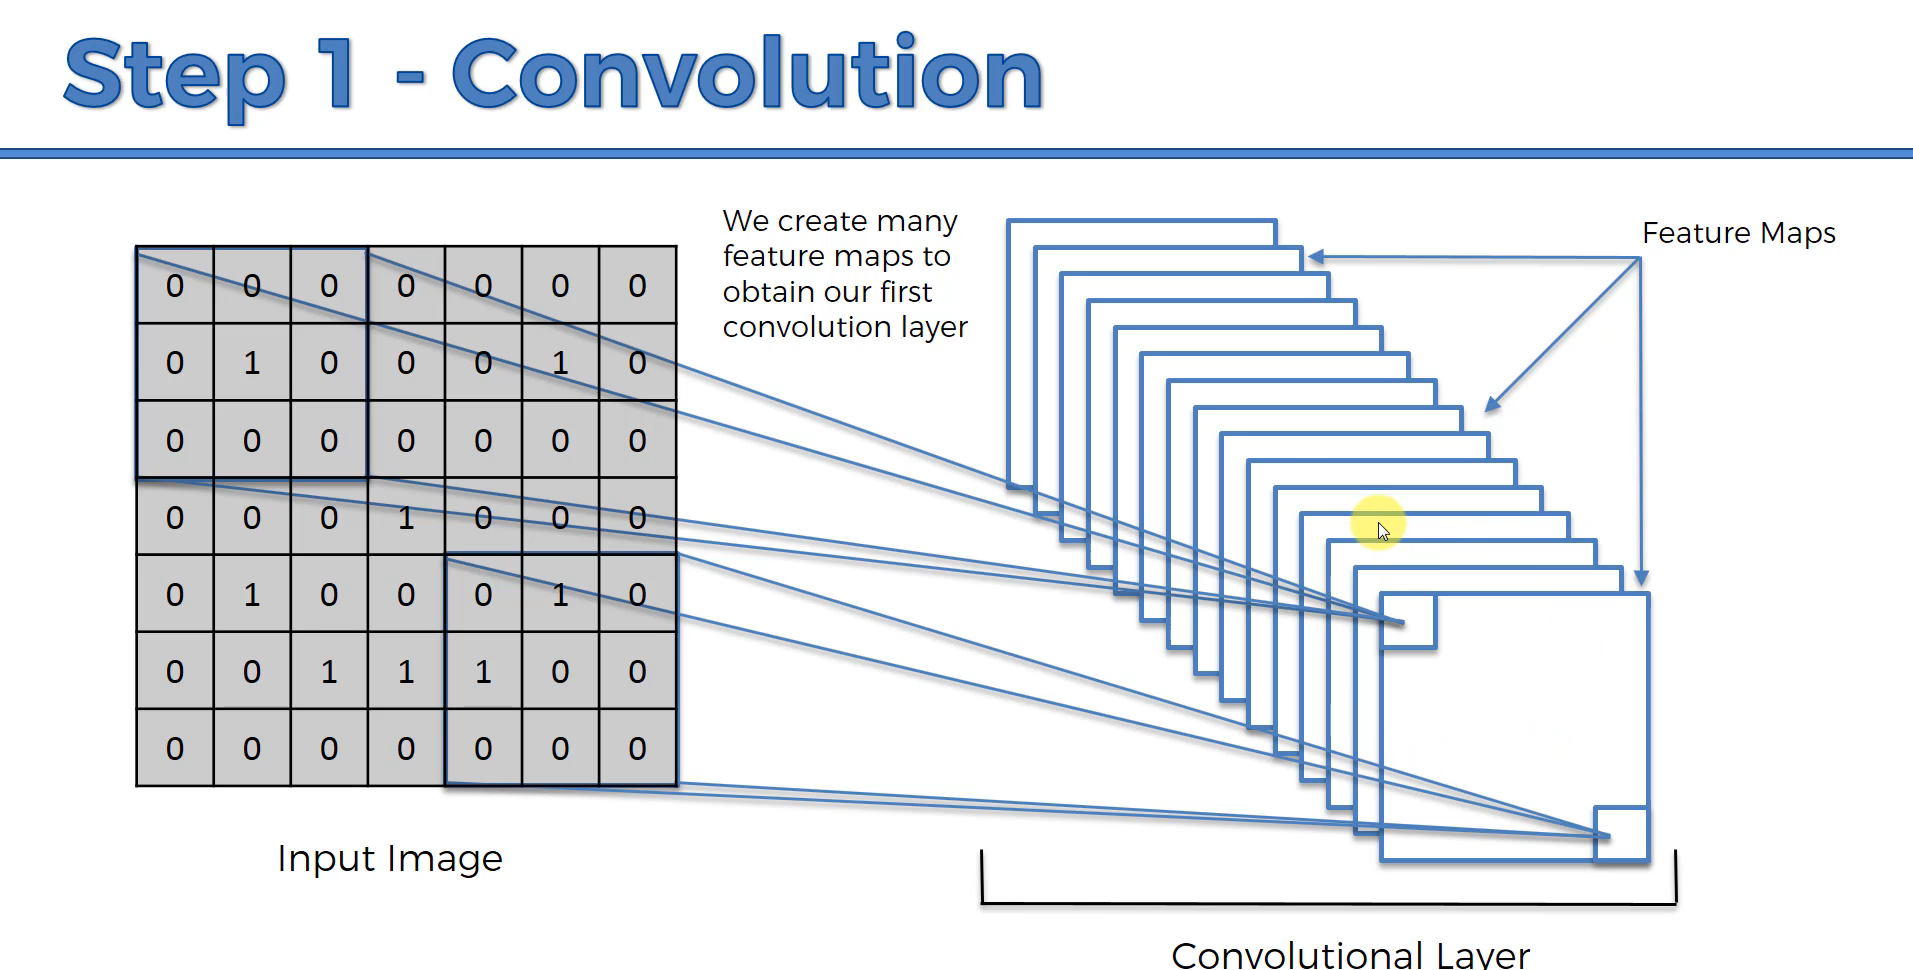 Step 1 - Convolution
We create many
feature maps to
obtain our first
convolution layer
Feature Maps
0 0 0 0 0 0 0
0 1 0 0 0 1 0
0 0 0 0 0 0 0
0 0 0 1 0 0 0
0 1 0 0 0 1 0
0 0 1 1 1 0 0
0 0 0 0 0 0 0
Input Image
Convolutional Layer